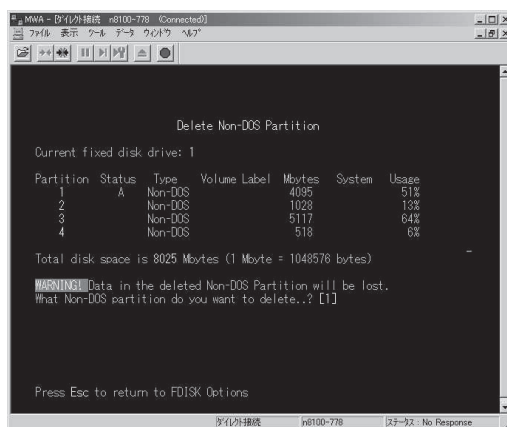 MWA - [ﾀﾞｲﾚｸﾄ接続 n8100-778 (Connected)]
ﾌｧｲﾙ 表示 ﾂｰﾙ ﾃﾞｰﾀ ｳｨﾝﾄﾞｳ ﾍﾙﾌﾟ
Delete Non-DOS Partition
Current fixed disk drive: 1
Partition Status Type Volume Label Mbytes System Usage
1 A Non-DOS 4095 51%
2 Non-DOS 1028 13%
3 Non-DOS 5117 64%
4 Non-DOS 518 6%
Total disk space is 8025 Mbytes (1 Mbyte = 1048576 bytes)
WARNING! Data in the deleted Non-DOS Partition will be lost.
What Non-DOS partition do you want to delete..? [1]
Press Esc to return to FDISK Options
ﾀﾞｲﾚｸﾄ接続 n8100-778 ｽﾃｰﾀｽ : No Response